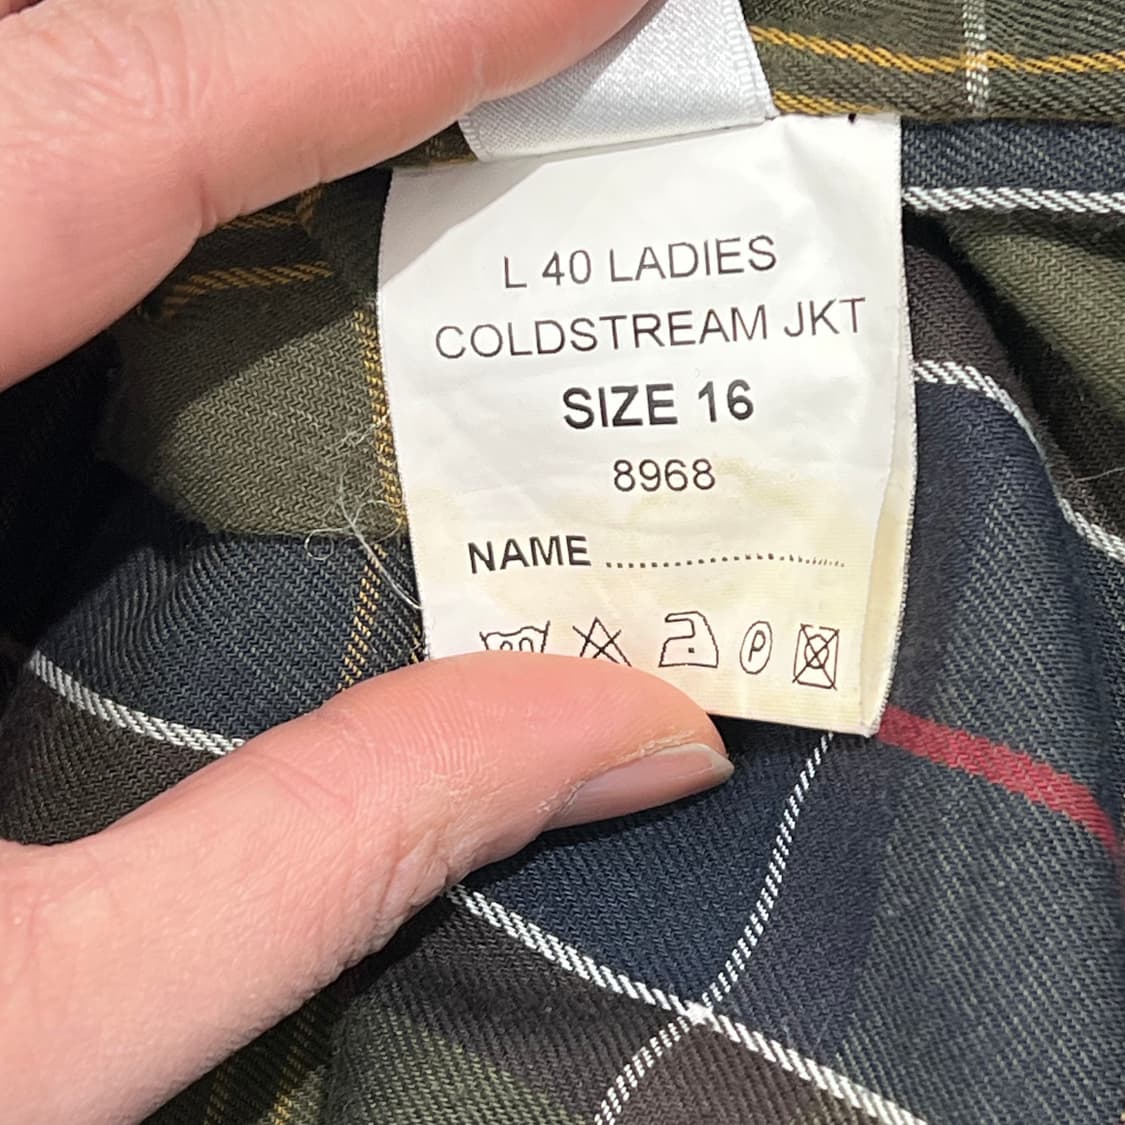 L 40 LADIES
COLDSTREAM JKT
SIZE 16
8968
NAME ..............................
P